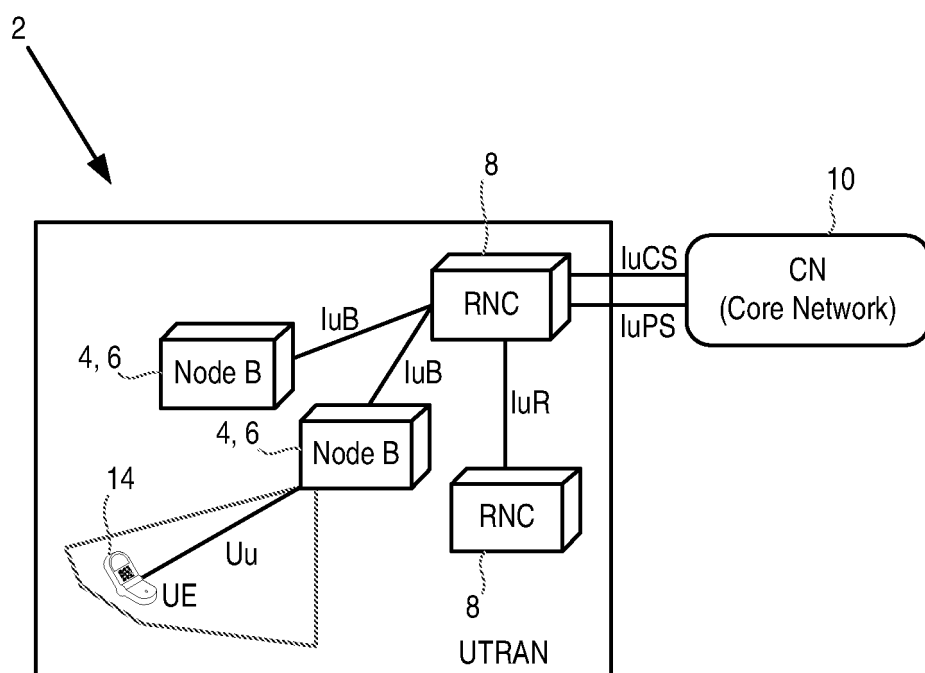 2
8
10
IuCS
CN
(Core Network)
RNC
IuPS
IuB
4, 6
Node B
IuB
IuR
4, 6
Node B
14
RNC
Uu
UE
8
UTRAN